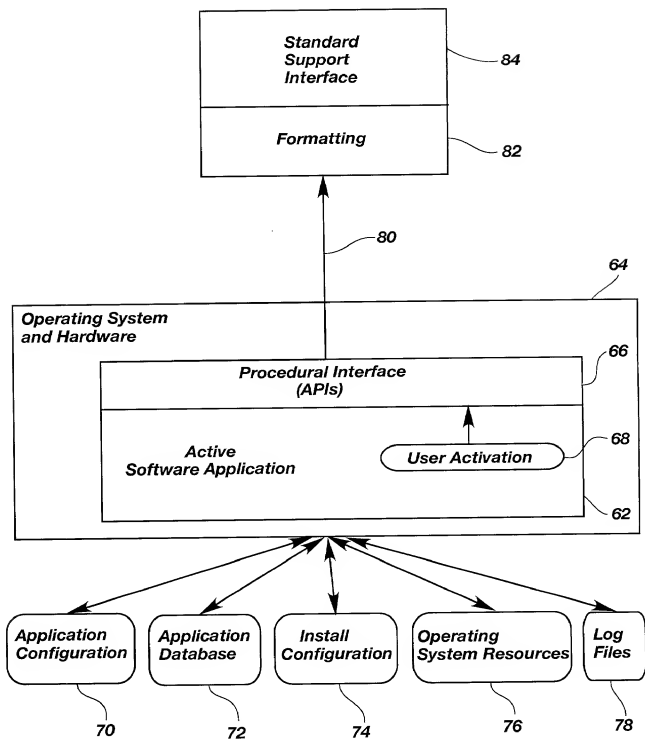 Standard
Support
Interface
84
Formatting
82
80
64
Operating System
and Hardware
66
Procedural Interface
(APIs)
Active
Software Application
User Activation
68
62
Application
Configuration
Application
Database
Install
Configuration
Operating
System Resources
Log
Files
70
72
74
76
78